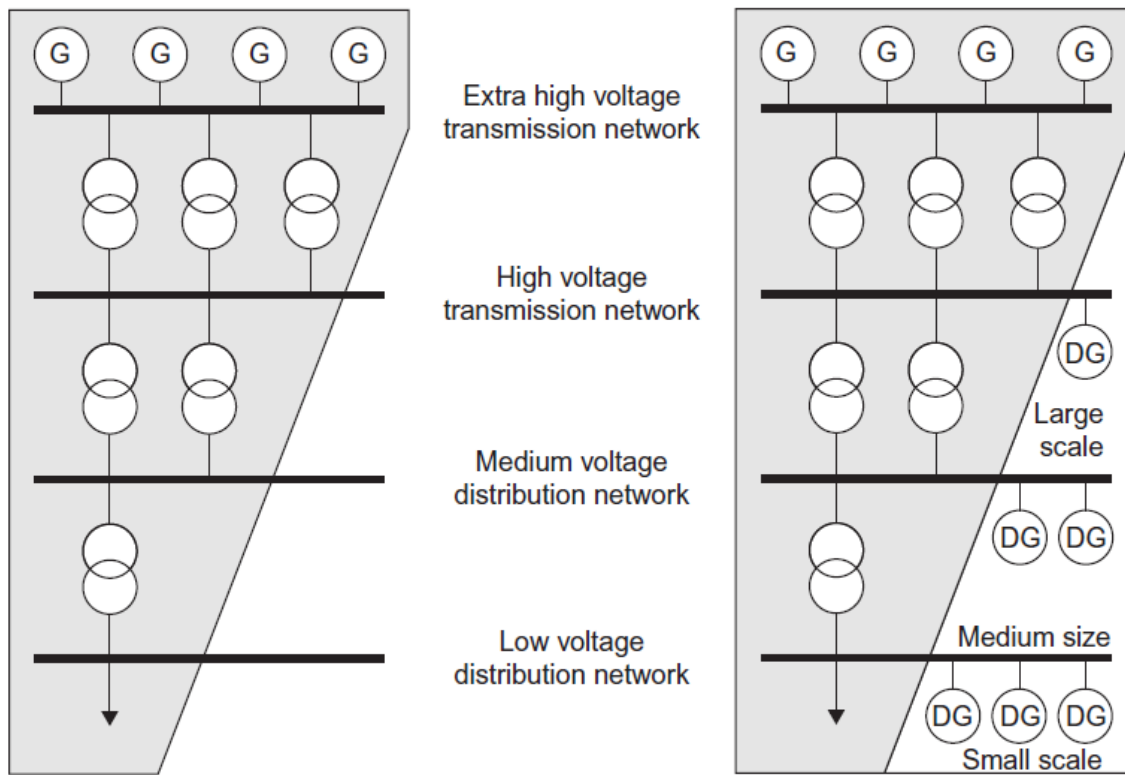 G G G G
Extra high voltage
transmission network
G G G G
High voltage
transmission network
DG
Large
scale
Medium voltage
distribution network
DG DG
Low voltage
distribution network
Medium size
DG DG DG
Small scale